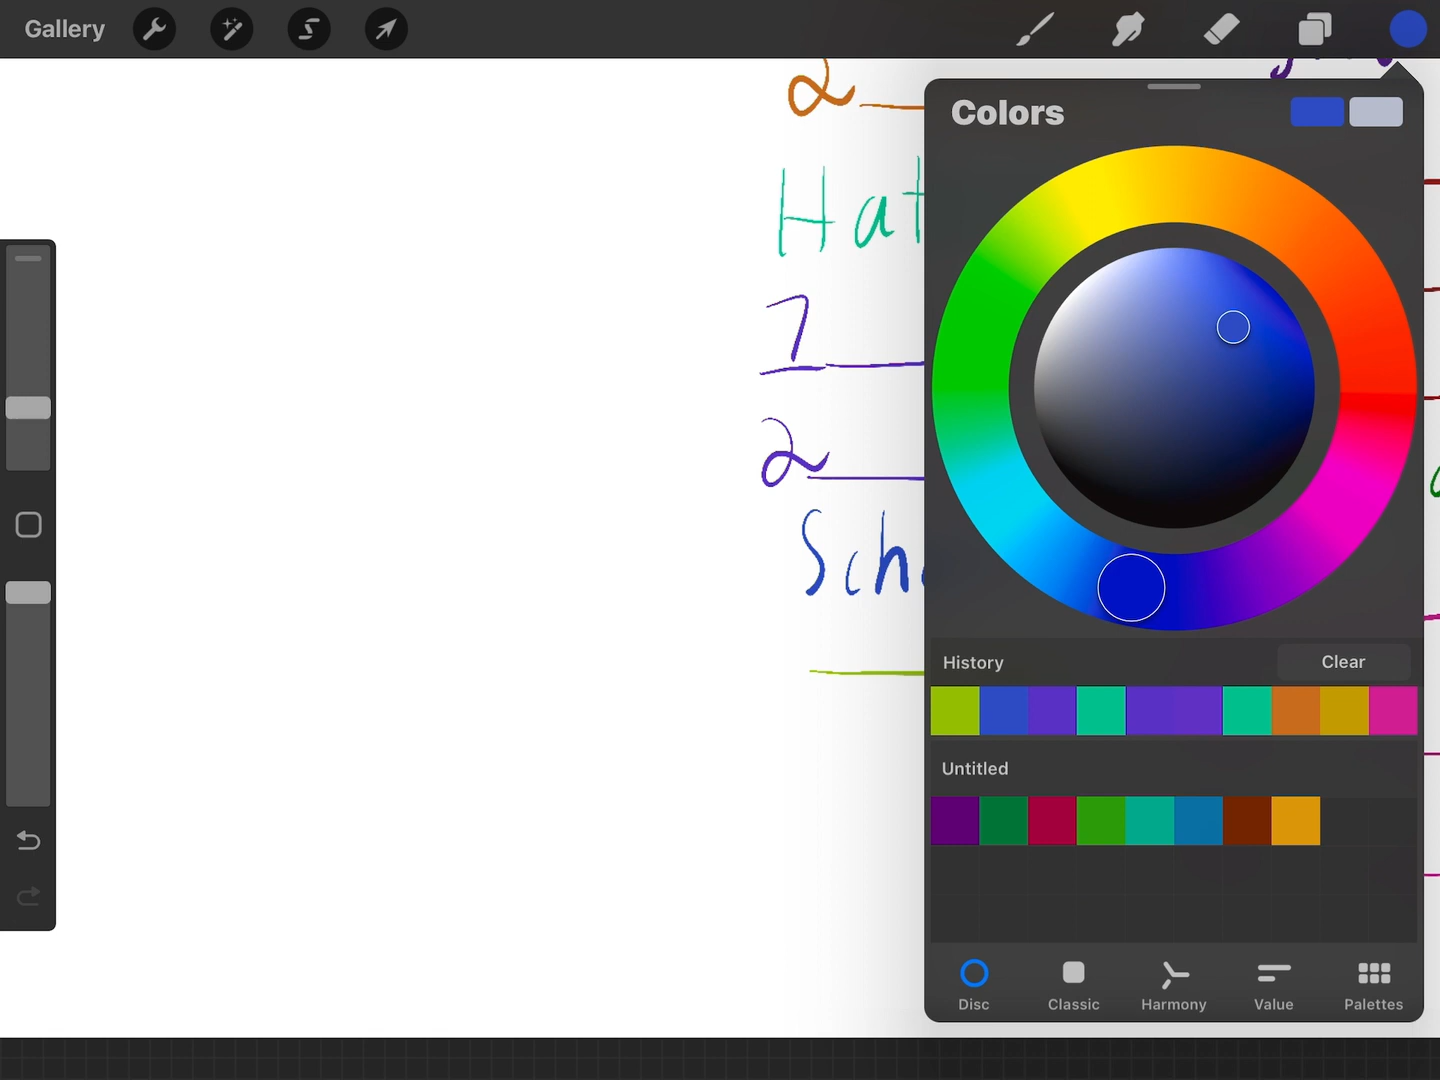 Gallery
2
Colors
Hat
1
2
Sch
History
Clear
Untitled
Disc
Classic
Harmony
Value
Palettes